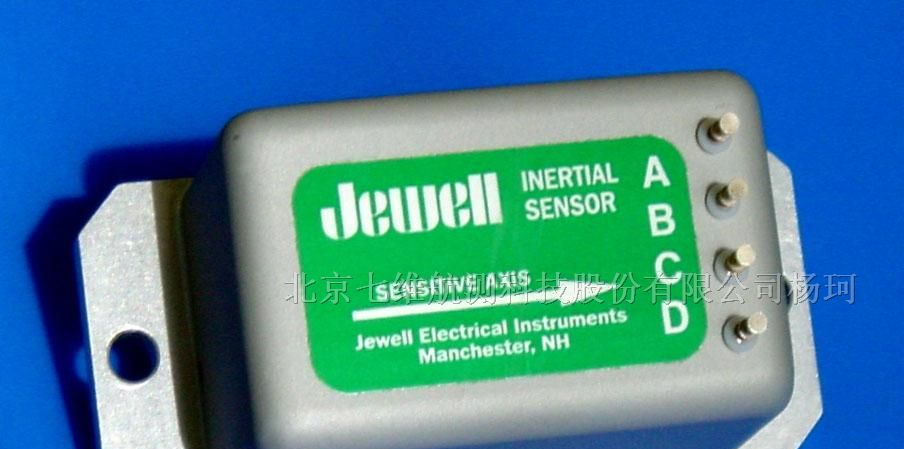 Jewell
INERTIAL
SENSOR
A
B
C
D
SENSITIVE AXIS
北京七维航测科技股份有限公司杨珂
Jewell Electrical Instruments
Manchester, NH